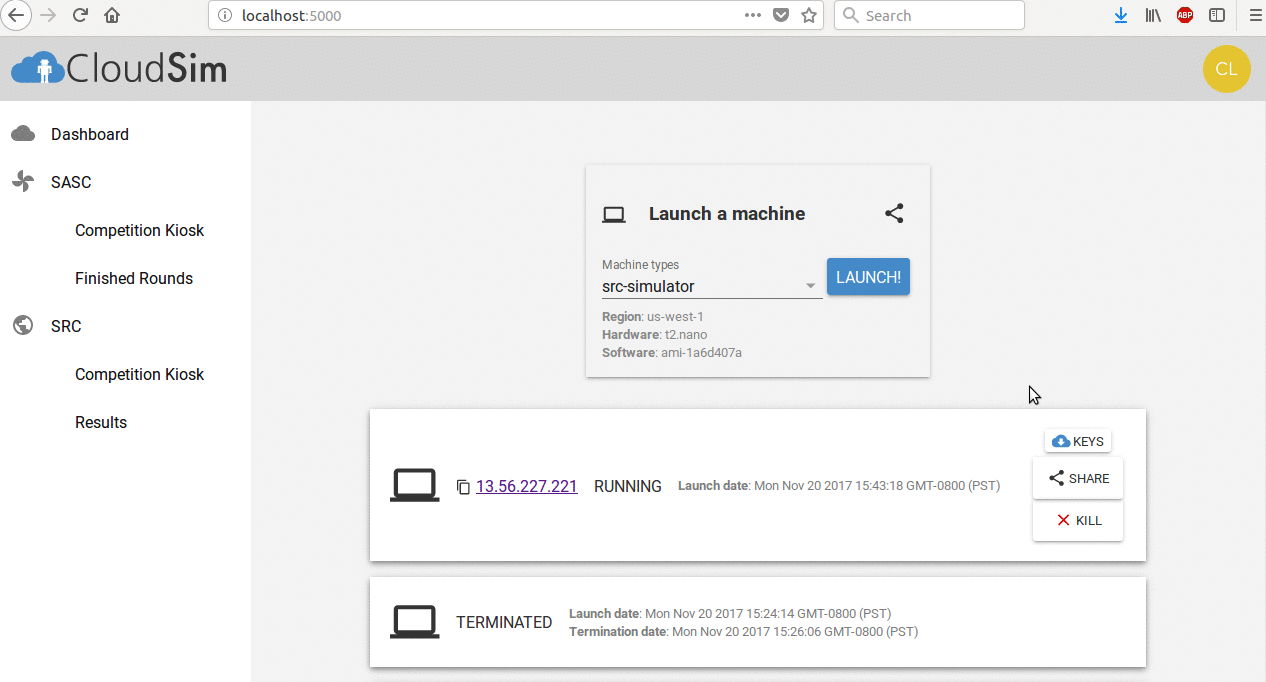 localhost:5000
Search
ABP
CloudSim
CL
Dashboard
SASC
Competition Kiosk
Finished Rounds
SRC
Competition Kiosk
Results
Launch a machine
Machine types
src-simulator
LAUNCH!
Region: us-west-1
Hardware: t2.nano
Software: ami-1a6d407a
KEYS
13.56.227.221 RUNNING Launch date: Mon Nov 20 2017 15:43:18 GMT-0800 (PST)
SHARE
KILL
TERMINATED
Launch date: Mon Nov 20 2017 15:24:14 GMT-0800 (PST)
Termination date: Mon Nov 20 2017 15:26:06 GMT-0800 (PST)